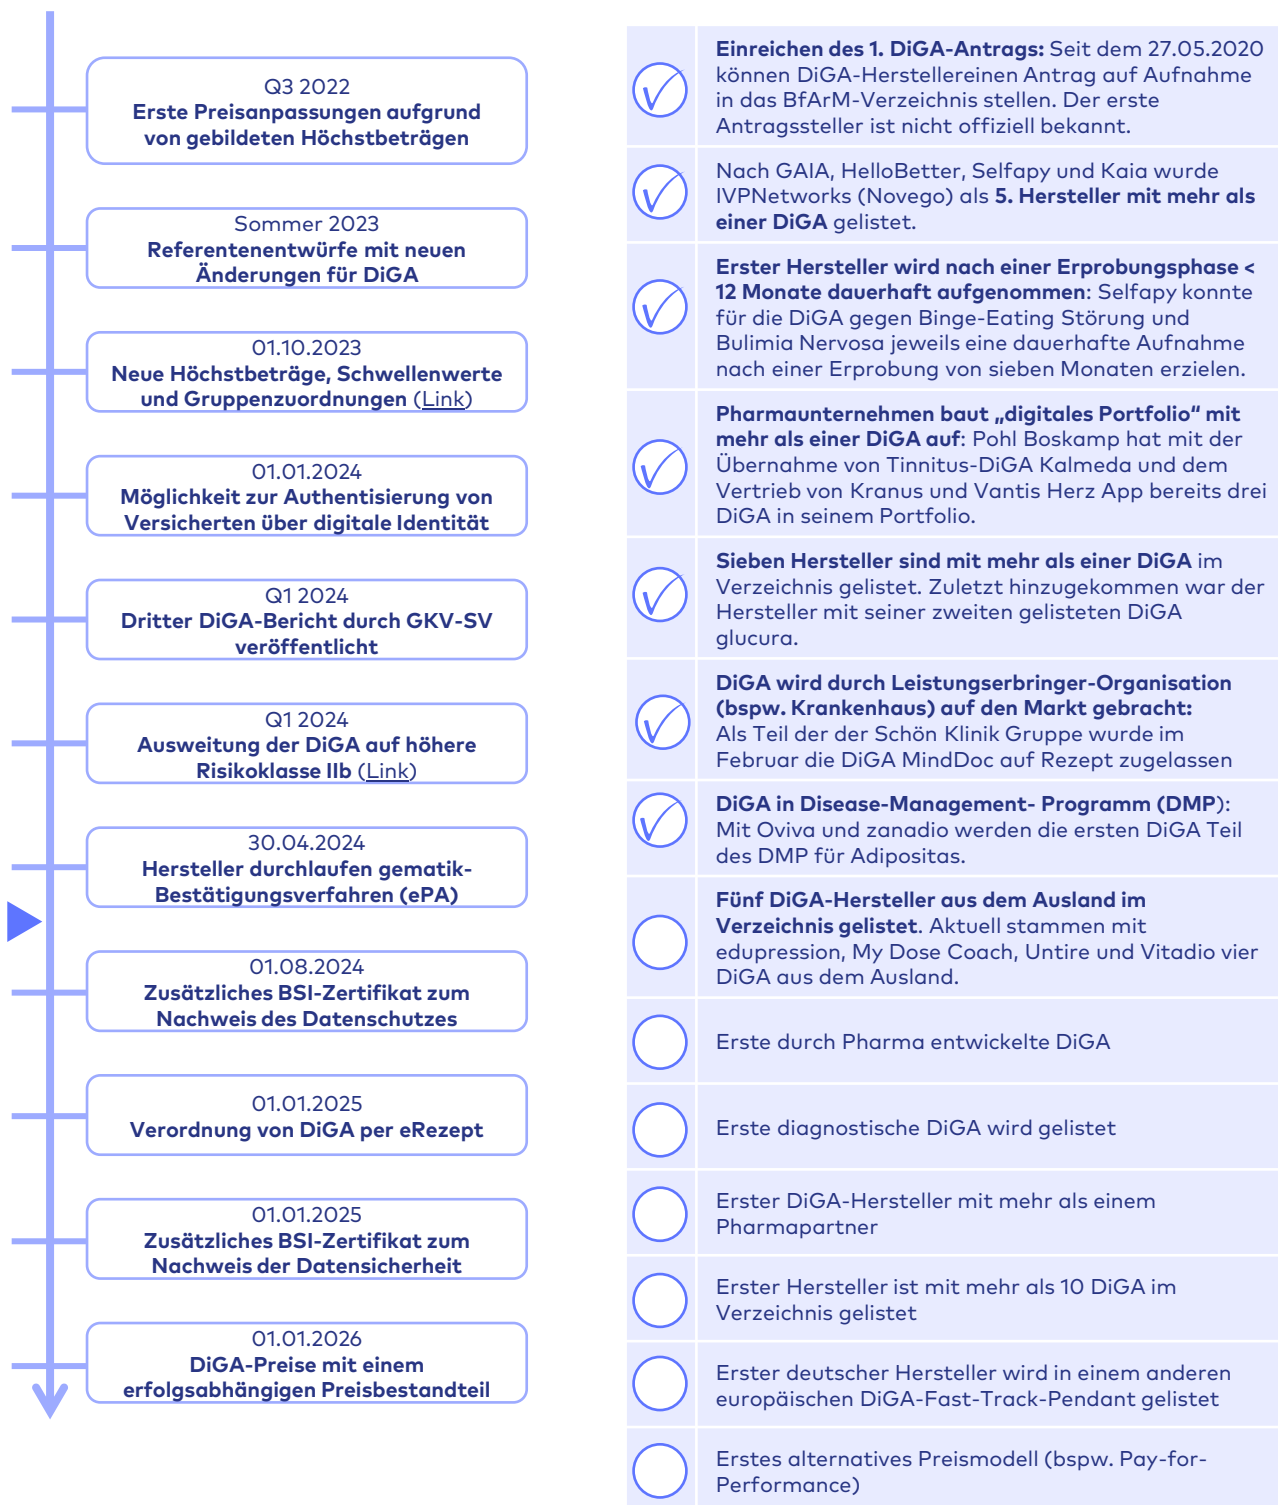 Q3 2022
Erste Preisanpassungen aufgrund
von gebildeten Höchstbeträgen
Sommer 2023
Referentenentwürfe mit neuen
Änderungen für DiGA
01.10.2023
Neue Höchstbeträge, Schwellenwerte
und Gruppenzuordnungen (Link)
01.01.2024
Möglichkeit zur Authentisierung von
Versicherten über digitale Identität
Q1 2024
Dritter DiGA-Bericht durch GKV-SV
veröffentlicht
Q1 2024
Ausweitung der DiGA auf höhere
Risikoklasse IIb (Link)
30.04.2024
Hersteller durchlaufen gematik-
Bestätigungsverfahren (ePA)
01.08.2024
Zusätzliches BSI-Zertifikat zum
Nachweis des Datenschutzes
01.01.2025
Verordnung von DiGA per eRezept
01.01.2025
Zusätzliches BSI-Zertifikat zum
Nachweis der Datensicherheit
01.01.2026
DiGA-Preise mit einem
erfolgsabhängigen Preisbestandteil
Einreichen des 1. DiGA-Antrags: Seit dem 27.05.2020
können DiGA-Herstellereinen Antrag auf Aufnahme
in das BfArM-Verzeichnis stellen. Der erste
Antragssteller ist nicht offiziell bekannt.
Nach GAIA, HelloBetter, Selfapy und Kaia wurde
IVPNetworks (Novego) als 5. Hersteller mit mehr als
einer DiGA gelistet.
Erster Hersteller wird nach einer Erprobungsphase <
12 Monate dauerhaft aufgenommen: Selfapy konnte
für die DiGA gegen Binge-Eating Störung und
Bulimia Nervosa jeweils eine dauerhafte Aufnahme
nach einer Erprobung von sieben Monaten erzielen.
Pharmaunternehmen baut „digitales Portfolio“ mit
mehr als einer DiGA auf: Pohl Boskamp hat mit der
Übernahme von Tinnitus-DiGA Kalmeda und dem
Vertrieb von Kranus und Vantis Herz App bereits drei
DiGA in seinem Portfolio.
Sieben Hersteller sind mit mehr als einer DiGA im
Verzeichnis gelistet. Zuletzt hinzugekommen war der
Hersteller mit seiner zweiten gelisteten DiGA
glucura.
DiGA wird durch Leistungserbringer-Organisation
(bspw. Krankenhaus) auf den Markt gebracht:
Als Teil der der Schön Klinik Gruppe wurde im
Februar die DiGA MindDoc auf Rezept zugelassen
DiGA in Disease-Management- Programm (DMP):
Mit Oviva und zanadio werden die ersten DiGA Teil
des DMP für Adipositas.
Fünf DiGA-Hersteller aus dem Ausland im
Verzeichnis gelistet. Aktuell stammen mit
edupression, My Dose Coach, Untire und Vitadio vier
DiGA aus dem Ausland.
Erste durch Pharma entwickelte DiGA
Erste diagnostische DiGA wird gelistet
Erster DiGA-Hersteller mit mehr als einem
Pharmapartner
Erster Hersteller ist mit mehr als 10 DiGA im
Verzeichnis gelistet
Erster deutscher Hersteller wird in einem anderen
europäischen DiGA-Fast-Track-Pendant gelistet
Erstes alternatives Preismodell (bspw. Pay-for-
Performance)